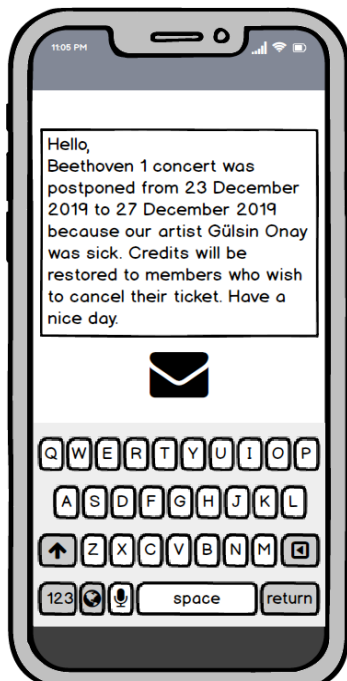 11:05 PM
Hello,
Beethoven 1 concert was
postponed from 23 December
2019 to 27 December 2019
because our artist Gülsin Onay
was sick. Credits will be
restored to members who wish
to cancel their ticket. Have a
nice day.
Q W E R T Y U I O P
A S D F G H J K L
Z X C V B N M
123 space return